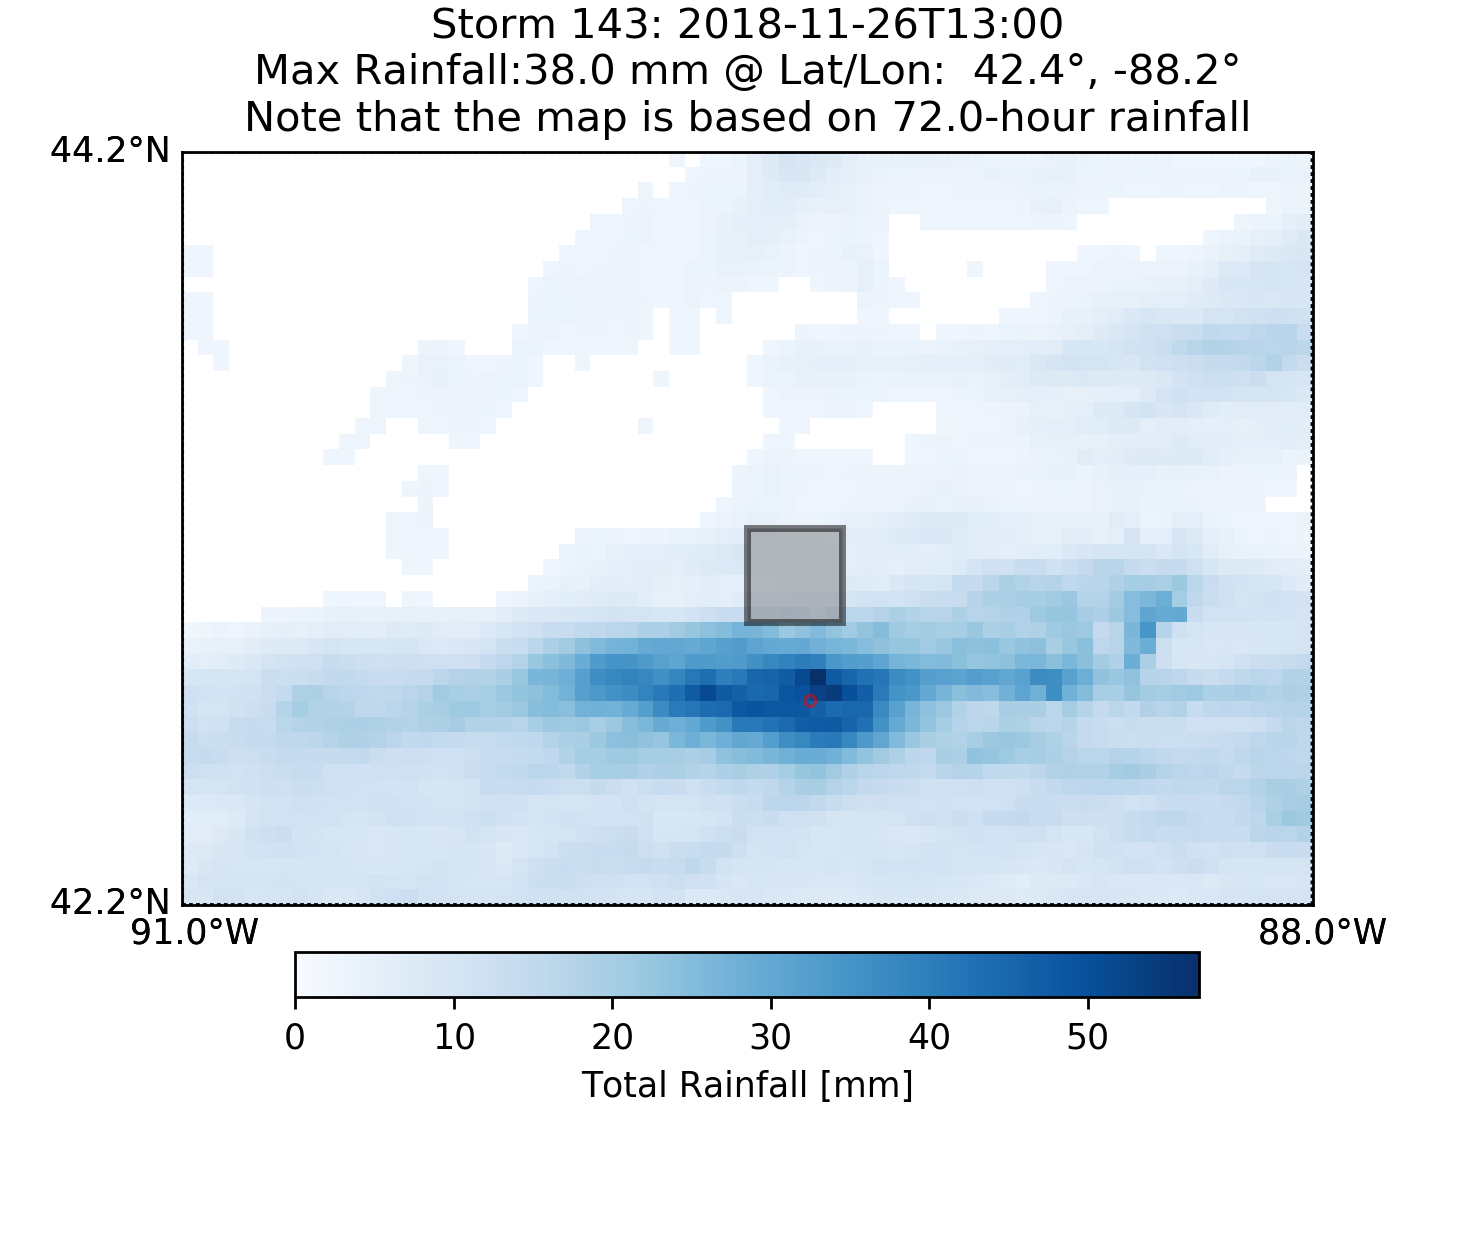 Storm 143: 2018-11-26T13:00
Max Rainfall:38.0 mm @ Lat/Lon:  42.4°, -88.2°
Note that the map is based on 72.0-hour rainfall
44.2°N
42.2°N
91.0°W 88.0°W
0 10 20 30 40 50
Total Rainfall [mm]